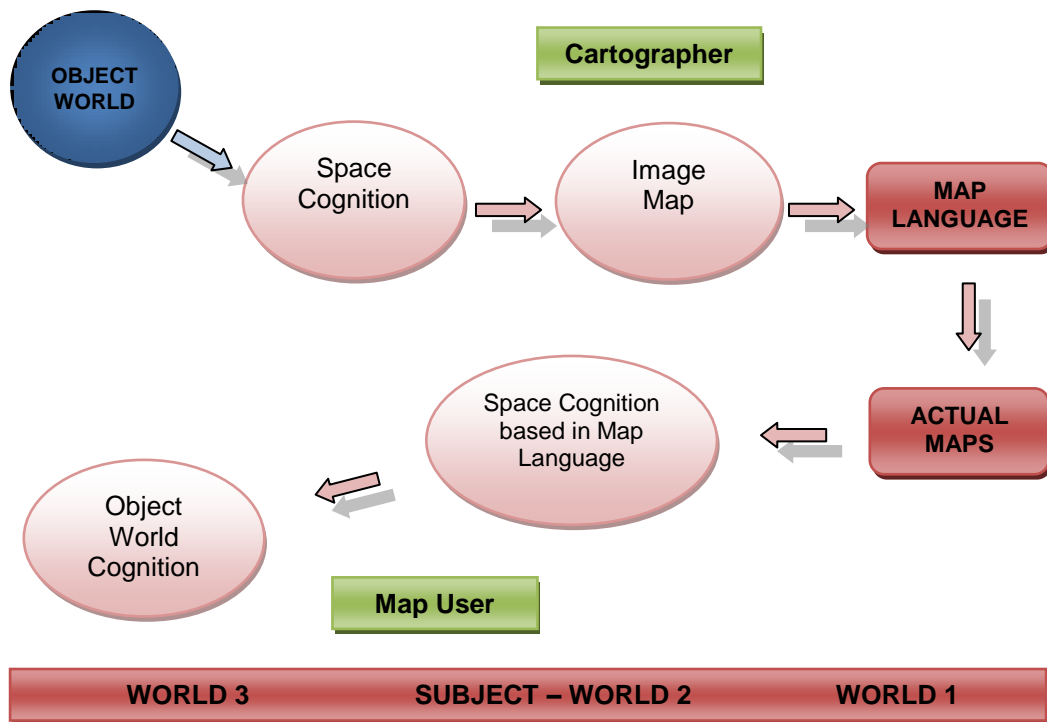 OBJECT
WORLD
Cartographer
Space
Cognition
Image
Map
MAP
LANGUAGE
ACTUAL
MAPS
Space Cognition
based in Map
Language
Object
World
Cognition
Map User
WORLD 3 SUBJECT – WORLD 2 WORLD 1